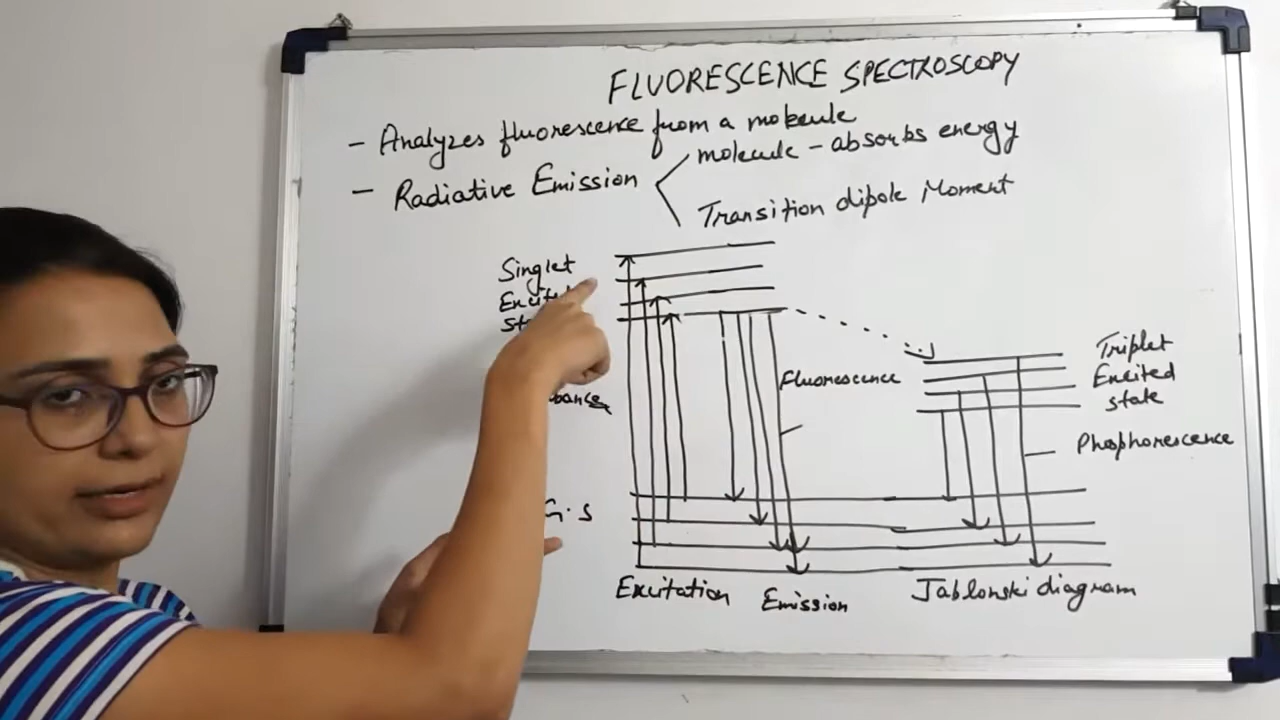 FLUORESCENCE SPECTROSCOPY
- Analyzes fluorescence from a molecule
- Radiative Emission
molecule - absorbs energy
Transition dipole Moment
Singlet
Fluorescence
Triplet
Excited
state
Phosphorescence
G.S
Excitation
Emission
Jablonski diagram